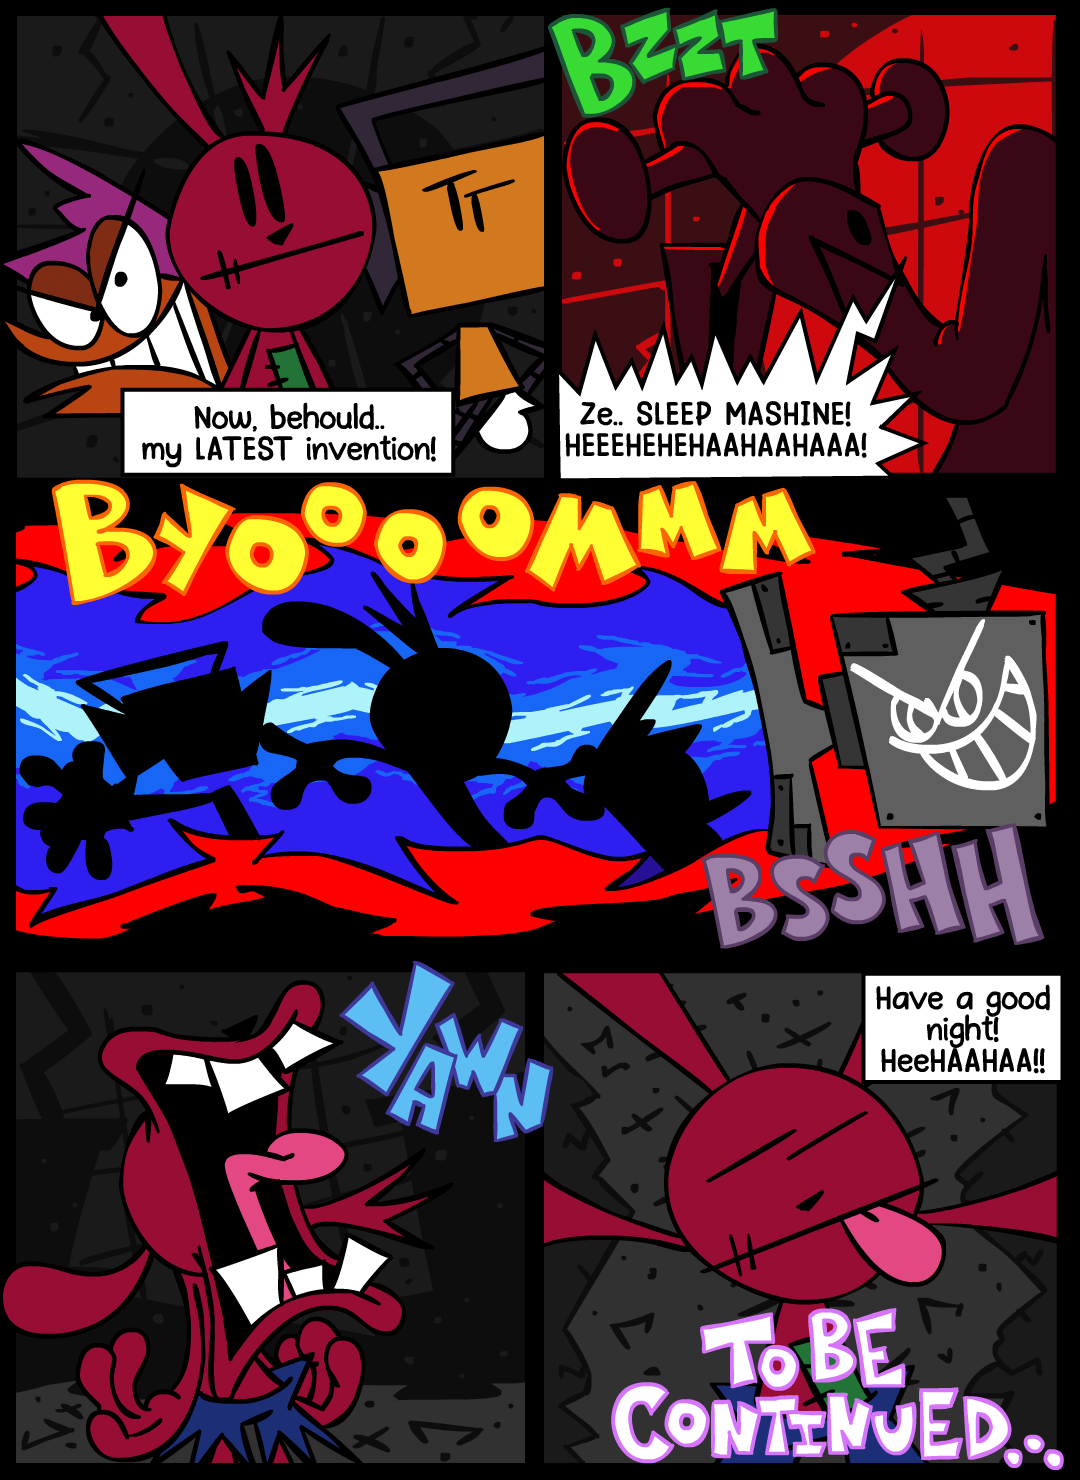 Now, behould..
my LATEST invention!
BZZT
Ze.. SLEEP MASHINE!
HEEEHEHEHAAHAAHAAA!
BYOOOOMMM
BSSHH
YAWN
Have a good
night!
HeeHAAHAA!!
TO BE
CONTINUED...